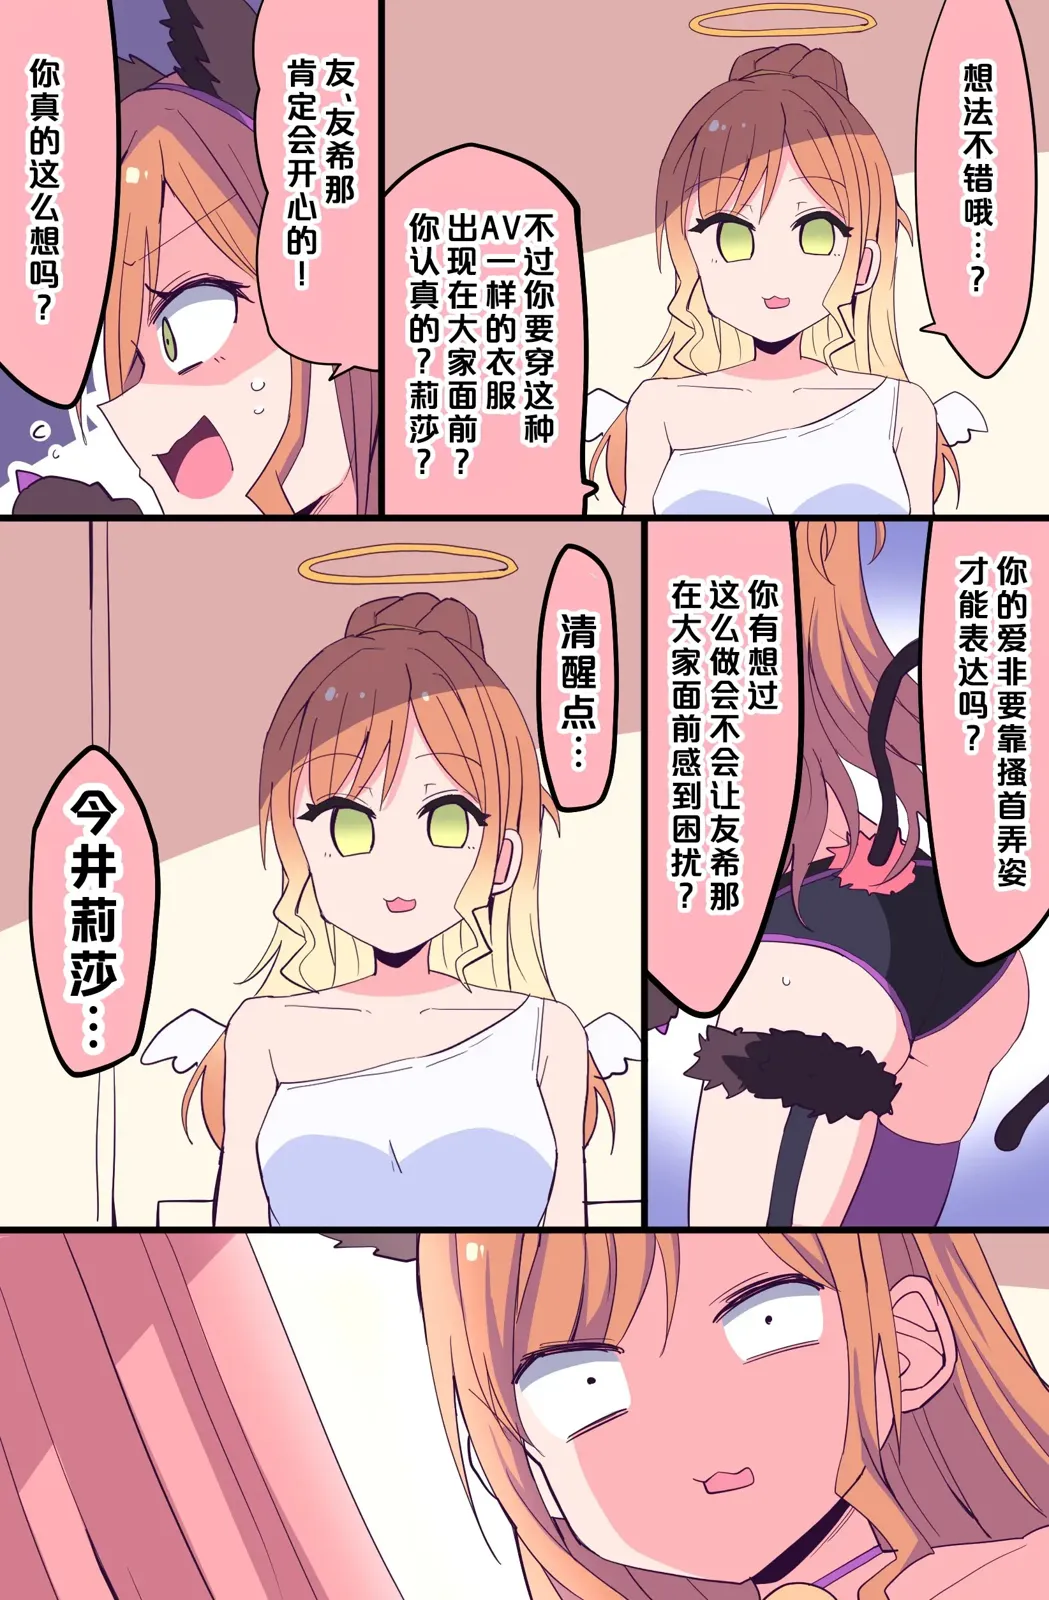 想法不错哦…？
不过你要穿这种
AV一样的衣服
出现在大家面前？
你认真的？莉莎？
友、友希那
肯定会开心的！
你真的这么想吗？
你的爱非要靠搔首弄姿
才能表达吗？
你有想过
这么做会不会让友希那
在大家面前感到困扰？
清醒点…
今井莉莎…